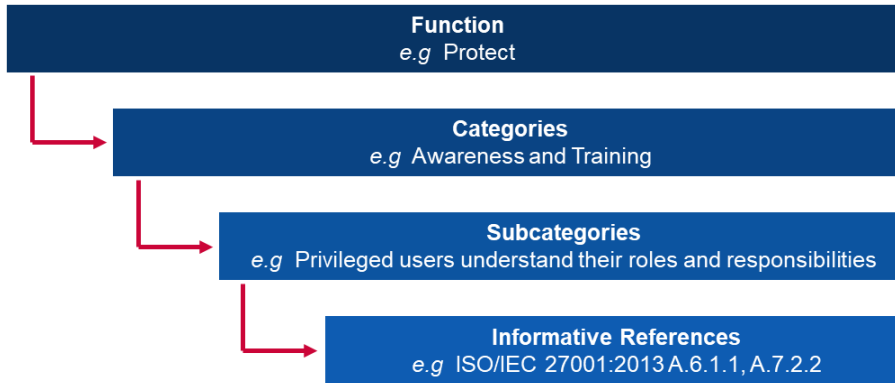 Function
e.g Protect
Categories
e.g Awareness and Training
Subcategories
e.g Privileged users understand their roles and responsibilities
Informative References
e.g ISO/IEC 27001:2013 A.6.1.1, A.7.2.2